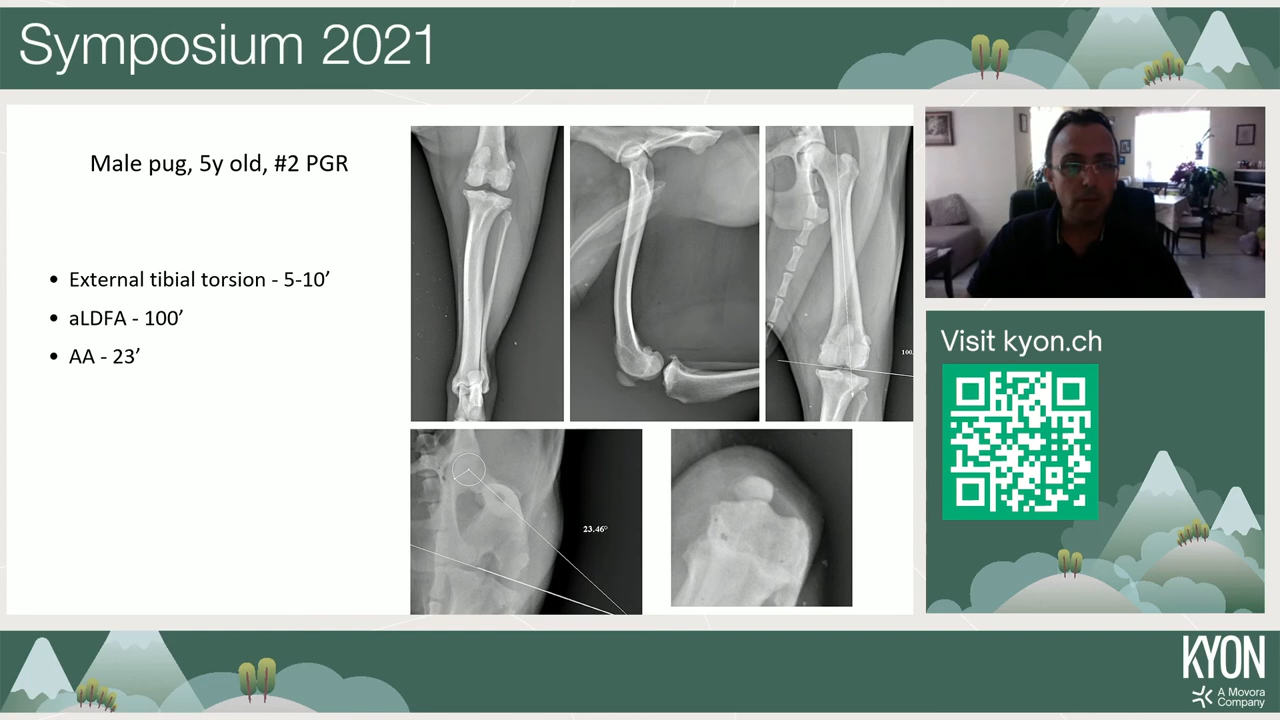 Symposium 2021
Male pug, 5y old, #2 PGR
• External tibial torsion - 5-10’
• aLDFA - 100’
• AA - 23’
100.
23.46°
Visit kyon.ch
KYON
A Movora
Company